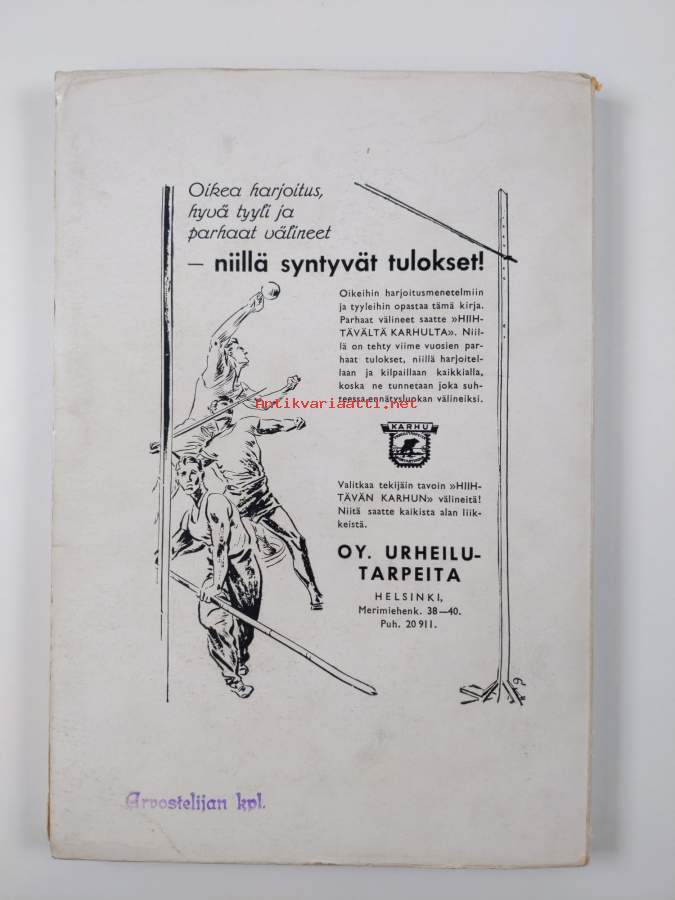 Oikea harjoitus,
hyvä tyyli ja
parhaat välineet
— niillä syntyvät tulokset!
Oikeihin harjoitusmenetelmiin
ja tyyleihin opastaa tämä kirja.
Parhaat välineet saatte »HIIH-
TÄVÄLTÄ KARHULTA». Niil-
lä on tehty viime vuosien par-
haat tulokset, niillä harjoitel-
laan ja kilpaillaan kaikkialla,
koska ne tunnetaan joka suh-
teessa ennätysluokan välineiksi.
Antikvariaatti.net
KARHU
Valitkaa tekijäin tavoin »HIIH-
TÄVÄN KARHUN» välineitä!
Niitä saatte kaikista alan liik-
keistä.
OY. URHEILU-
TARPEITA
HELSINKI,
Merimiehenk. 38—40.
Puh. 20 911.
Arvostelijan kpl.